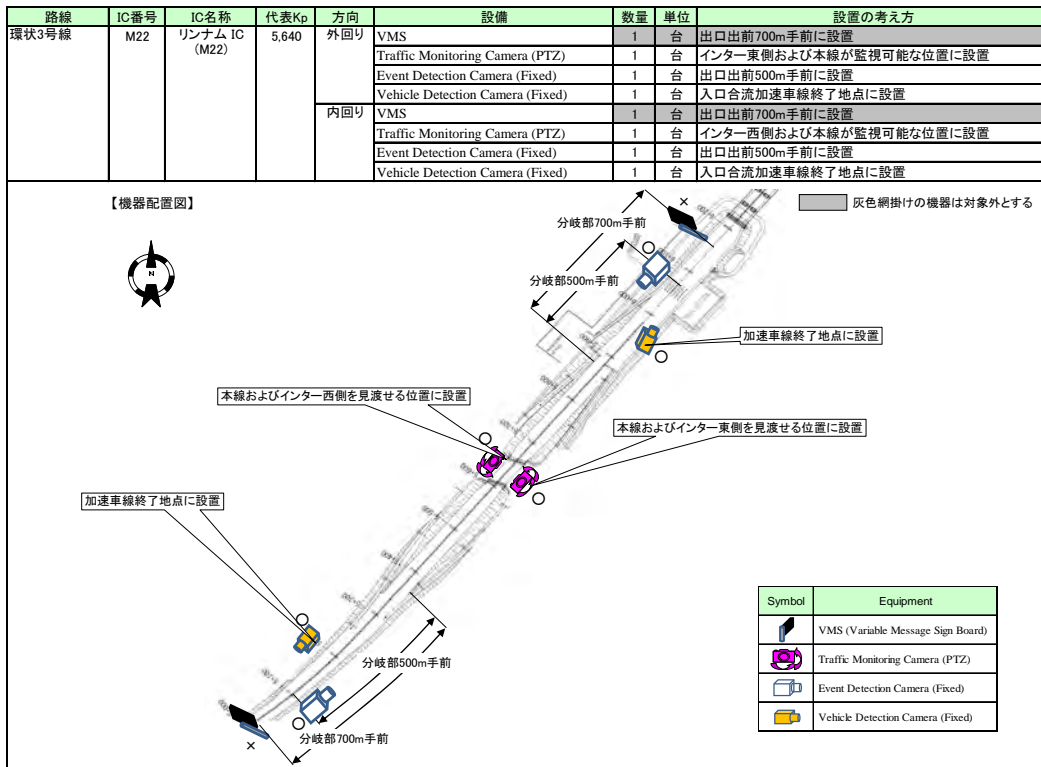 路線 IC番号 IC名称 代表Kp 方向 設備 数量 単位 設置の考え方
環状3号線 M22 リンナム IC (M22) 5,640 外回り VMS 1 台 出口出前700m手前に設置
Traffic Monitoring Camera (PTZ) 1 台 インター東側および本線が監視可能な位置に設置
Event Detection Camera (Fixed) 1 台 出口出前500m手前に設置
Vehicle Detection Camera (Fixed) 1 台 入口合流加速車線終了地点に設置
内回り VMS 1 台 出口出前700m手前に設置
Traffic Monitoring Camera (PTZ) 1 台 インター西側および本線が監視可能な位置に設置
Event Detection Camera (Fixed) 1 台 出口出前500m手前に設置
Vehicle Detection Camera (Fixed) 1 台 入口合流加速車線終了地点に設置
【機器配置図】
灰色網掛けの機器は対象外とする
N
×
分岐部700m手前
○
分岐部500m手前
加速車線終了地点に設置
○
本線およびインター西側を見渡せる位置に設置
○
本線およびインター東側を見渡せる位置に設置
○
加速車線終了地点に設置
○
分岐部500m手前
○
分岐部700m手前
×
Symbol Equipment
VMS (Variable Message Sign Board)
Traffic Monitoring Camera (PTZ)
Event Detection Camera (Fixed)
Vehicle Detection Camera (Fixed)